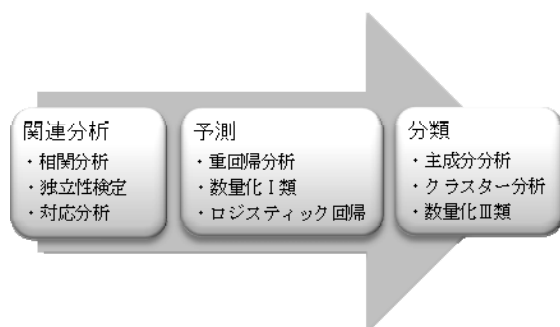 関連分析
・相関分析
・独立性検定
・対応分析
予測
・重回帰分析
・数量化Ⅰ類
・ロジスティック回帰
分類
・主成分分析
・クラスター分析
・数量化Ⅲ類